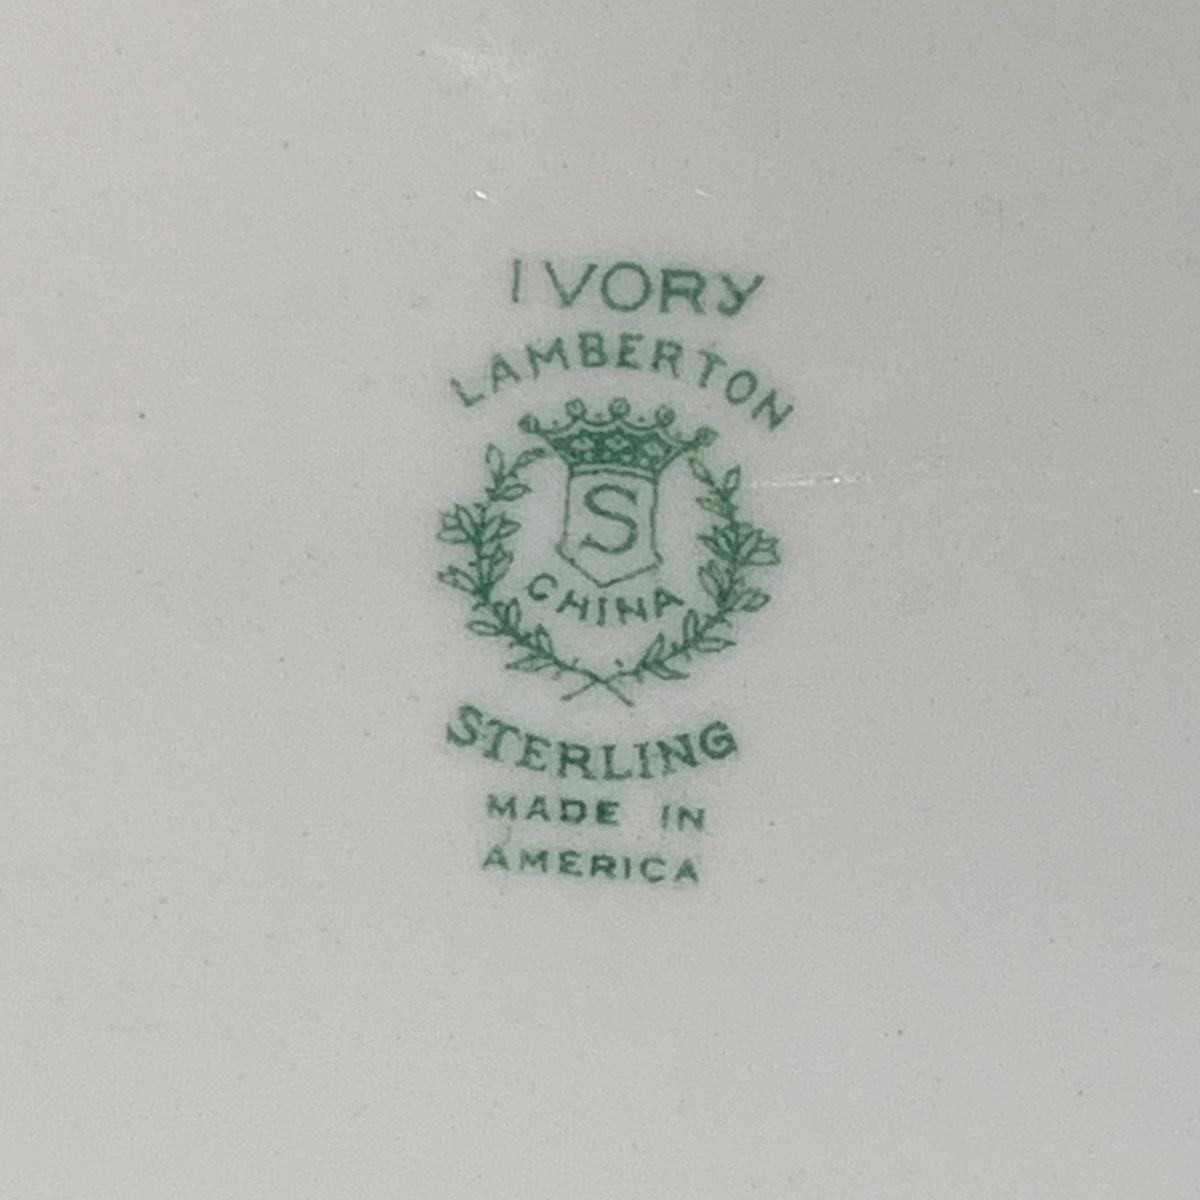 IVORY
LAMBERTON
S
CHINA
STERLING
MADE IN
AMERICA